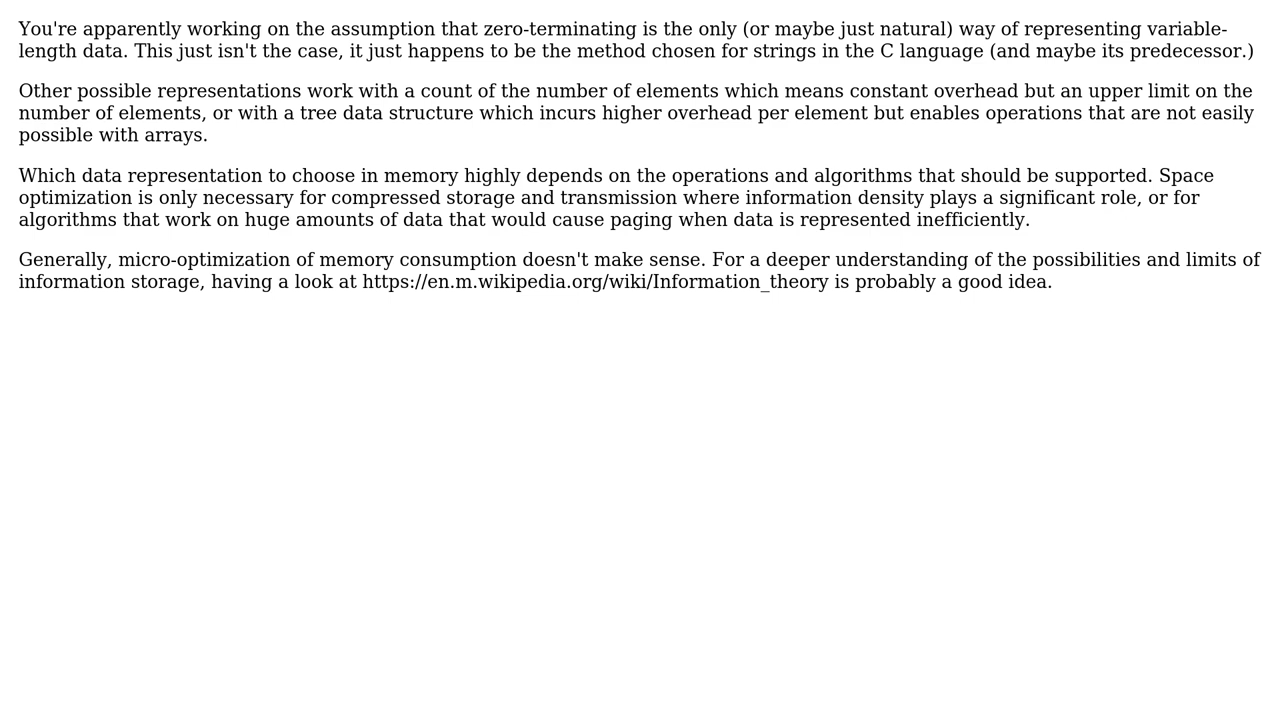 You're apparently working on the assumption that zero-terminating is the only (or maybe just natural) way of representing variable-
length data. This just isn't the case, it just happens to be the method chosen for strings in the C language (and maybe its predecessor.)
Other possible representations work with a count of the number of elements which means constant overhead but an upper limit on the
number of elements, or with a tree data structure which incurs higher overhead per element but enables operations that are not easily
possible with arrays.
Which data representation to choose in memory highly depends on the operations and algorithms that should be supported. Space
optimization is only necessary for compressed storage and transmission where information density plays a significant role, or for
algorithms that work on huge amounts of data that would cause paging when data is represented inefficiently.
Generally, micro-optimization of memory consumption doesn't make sense. For a deeper understanding of the possibilities and limits of
information storage, having a look at https://en.m.wikipedia.org/wiki/Information_theory is probably a good idea.